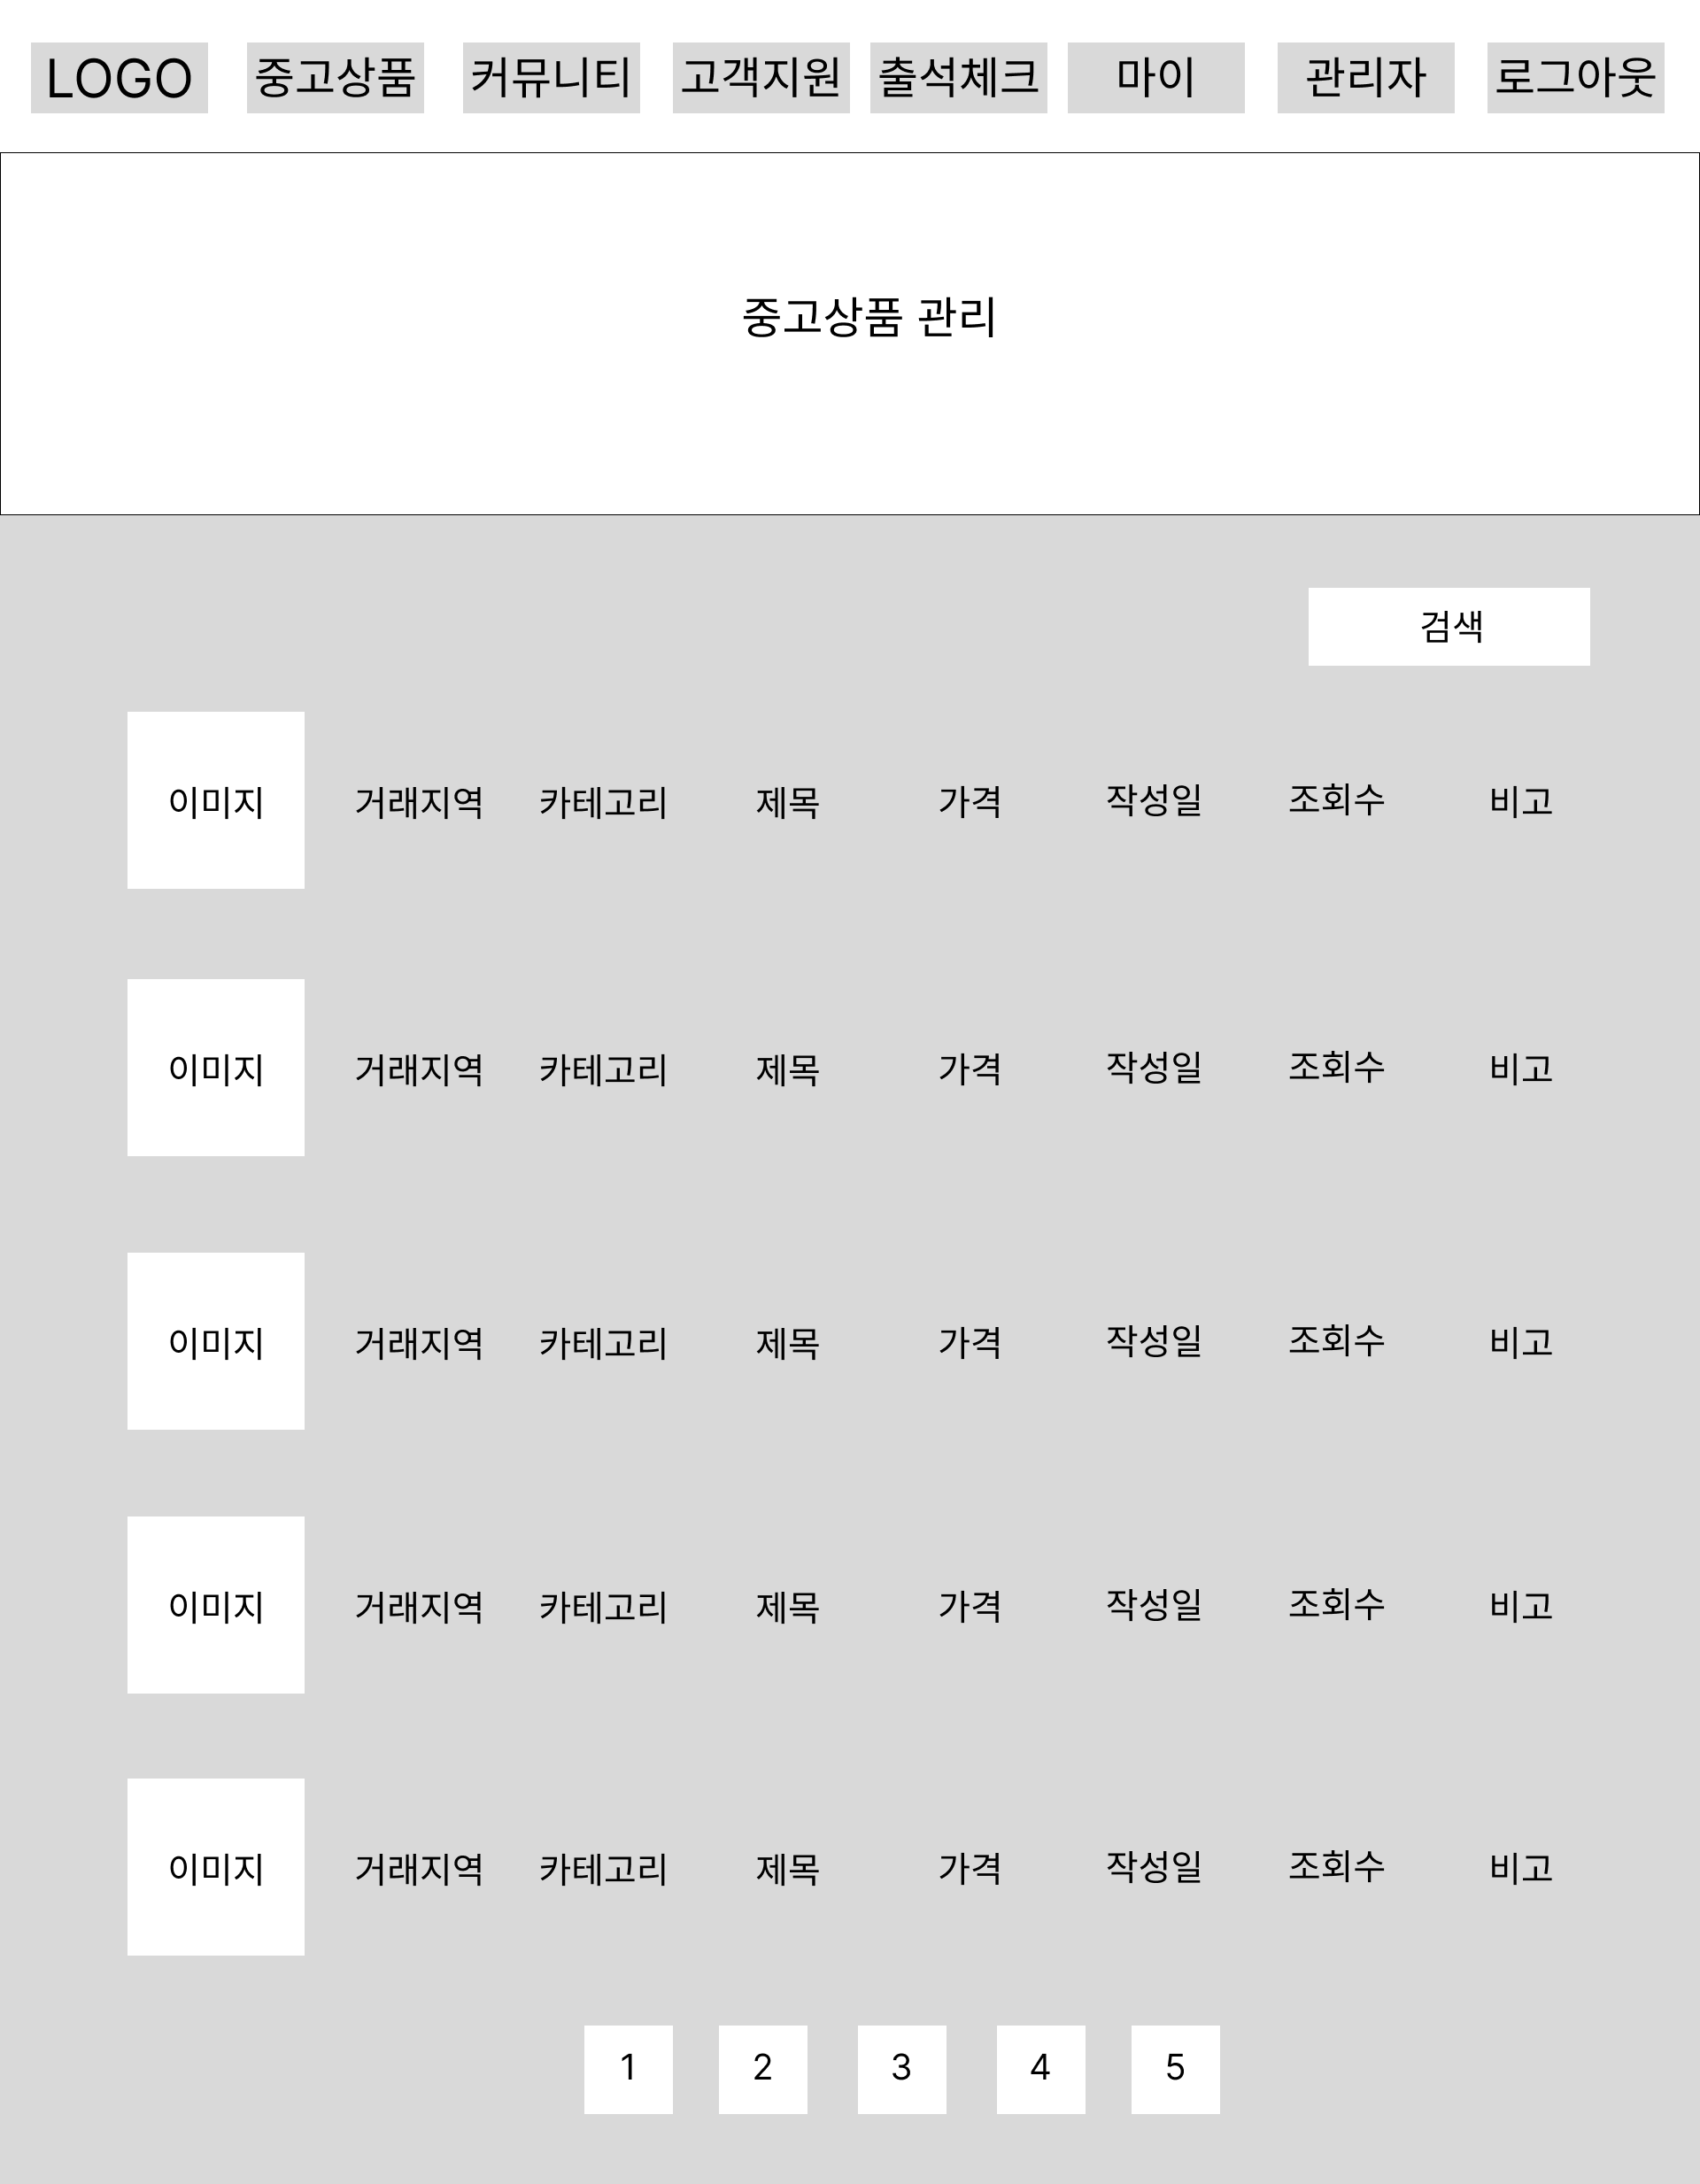 LOGO 중고상품 커뮤니티 고객지원 출석체크 마이 관리자 로그아웃
중고상품 관리
검색
이미지 거래지역 카테고리 제목 가격 작성일 조회수 비고
이미지 거래지역 카테고리 제목 가격 작성일 조회수 비고
이미지 거래지역 카테고리 제목 가격 작성일 조회수 비고
이미지 거래지역 카테고리 제목 가격 작성일 조회수 비고
이미지 거래지역 카테고리 제목 가격 작성일 조회수 비고
1 2 3 4 5